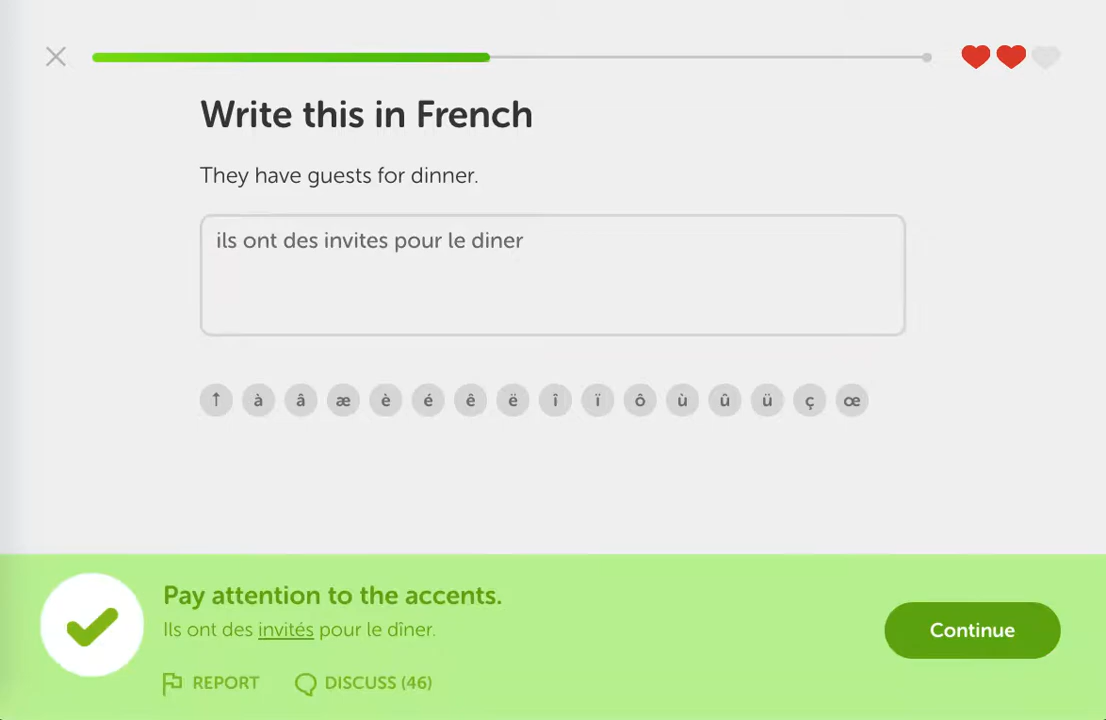 Write this in French
They have guests for dinner.
ils ont des invites pour le diner
↑ à â æ è é ê ë î ï ô ù û ü ç œ
Pay attention to the accents.
Ils ont des invités pour le dîner.
Continue
REPORT DISCUSS (46)